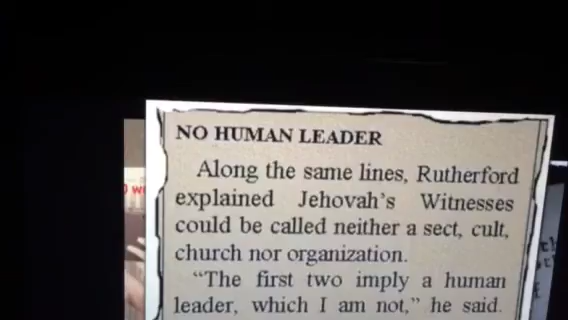 NO HUMAN LEADER
Along the same lines, Rutherford
explained Jehovah's Witnesses
could be called neither a sect, cult,
church nor organization.
"The first two imply a human
leader, which I am not," he said.